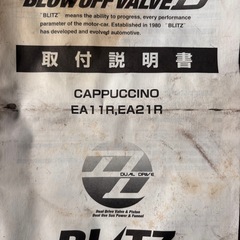 BLOW OFF VALVE
"BLITZ" means the ability to progress, every performance
parameter of the motor-car. Established in 1980 "BLITZ"
has developed and evolved automotive.
取付説明書
CAPPUCCINO
EA11R,EA21R
DUAL DRIVE
Dual Drive Valve & Piston
Dual Use Sea Power & Funnel
BLITZ